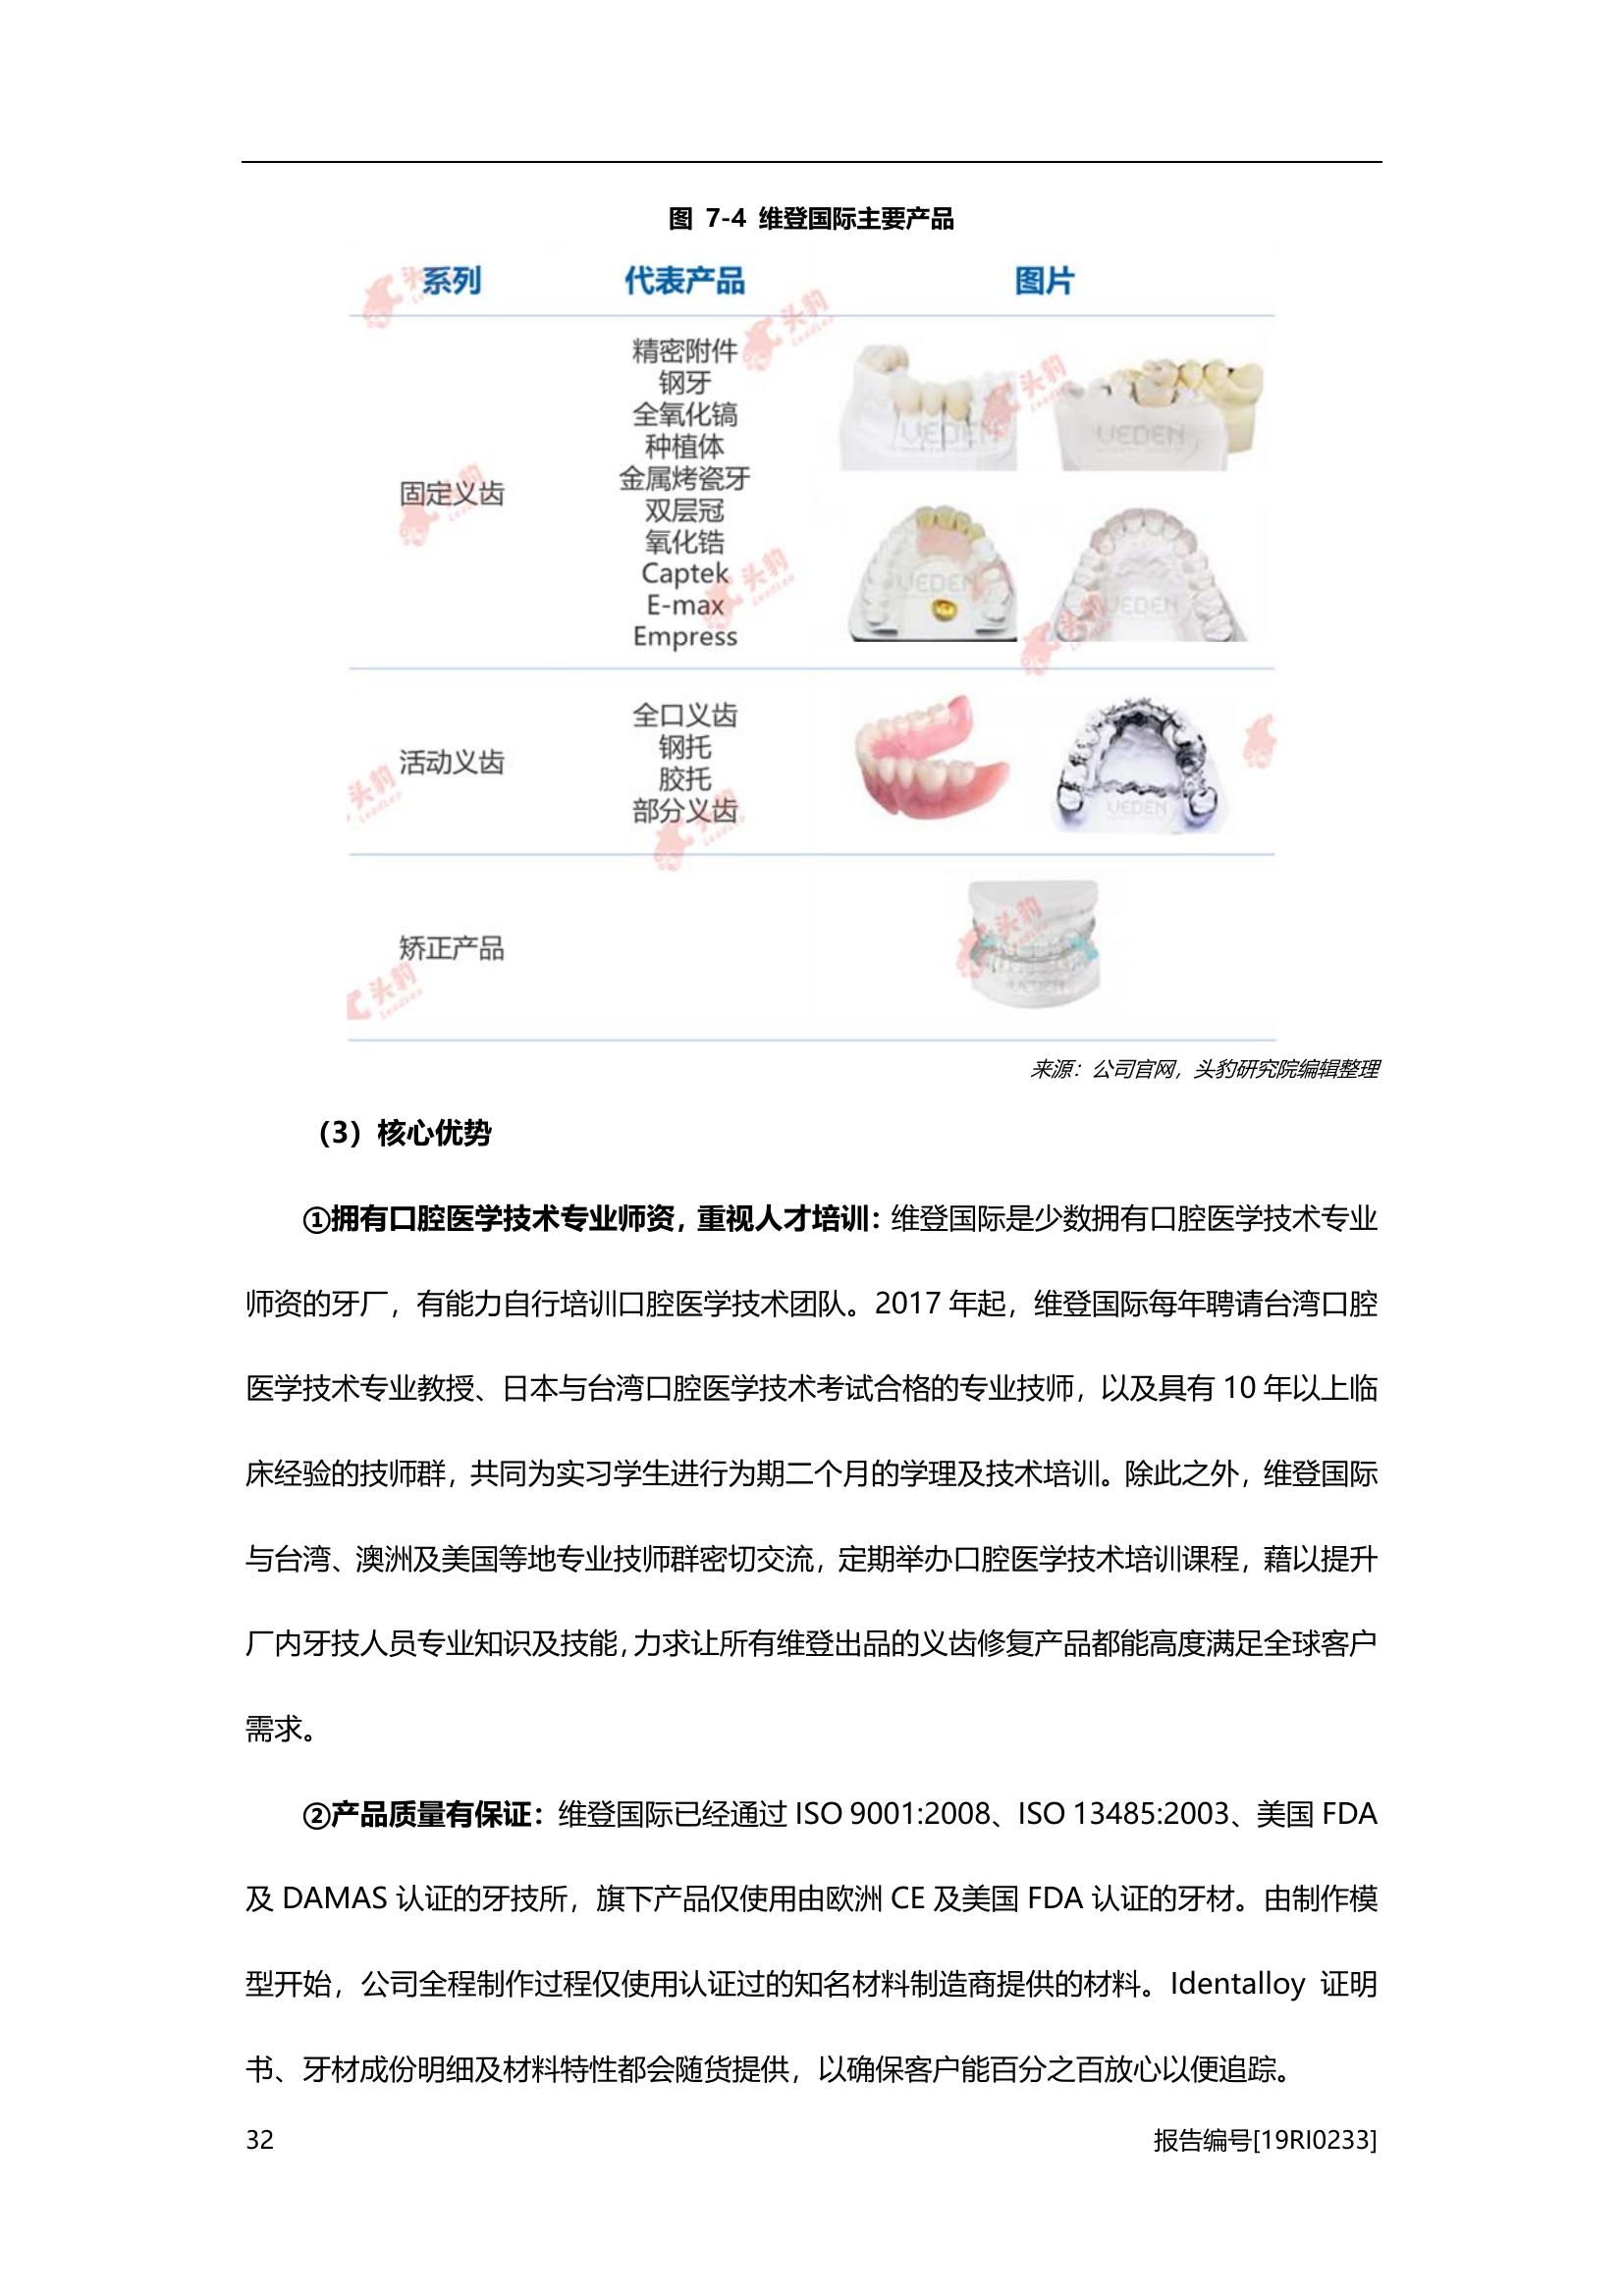 图 7-4 维登国际主要产品
系列 代表产品 图片
固定义齿
精密附件
钢牙
全氧化镐
种植体
金属烤瓷牙
双层冠
氧化锆
Captek
E-max
Empress
活动义齿
全口义齿
钢托
胶托
部分义齿
矫正产品
来源：公司官网，头豹研究院编辑整理
（3）核心优势
①拥有口腔医学技术专业师资，重视人才培训：维登国际是少数拥有口腔医学技术专业
师资的牙厂，有能力自行培训口腔医学技术团队。2017 年起，维登国际每年聘请台湾口腔
医学技术专业教授、日本与台湾口腔医学技术考试合格的专业技师，以及具有 10 年以上临
床经验的技师群，共同为实习学生进行为期二个月的学理及技术培训。除此之外，维登国际
与台湾、澳洲及美国等地专业技师群密切交流，定期举办口腔医学技术培训课程，藉以提升
厂内牙技人员专业知识及技能，力求让所有维登出品的义齿修复产品都能高度满足全球客户
需求。
②产品质量有保证：维登国际已经通过 ISO 9001:2008、ISO 13485:2003、美国 FDA
及 DAMAS 认证的牙技所，旗下产品仅使用由欧洲 CE 及美国 FDA 认证的牙材。由制作模
型开始，公司全程制作过程仅使用认证过的知名材料制造商提供的材料。Identalloy 证明
书、牙材成份明细及材料特性都会随货提供，以确保客户能百分之百放心以便追踪。
32 报告编号[19RI0233]